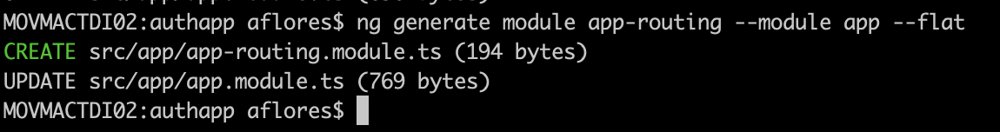 MOVMACTDI02:authapp aflores$ ng generate module app-routing --module app --flat
CREATE src/app/app-routing.module.ts (194 bytes)
UPDATE src/app/app.module.ts (769 bytes)
MOVMACTDI02:authapp aflores$